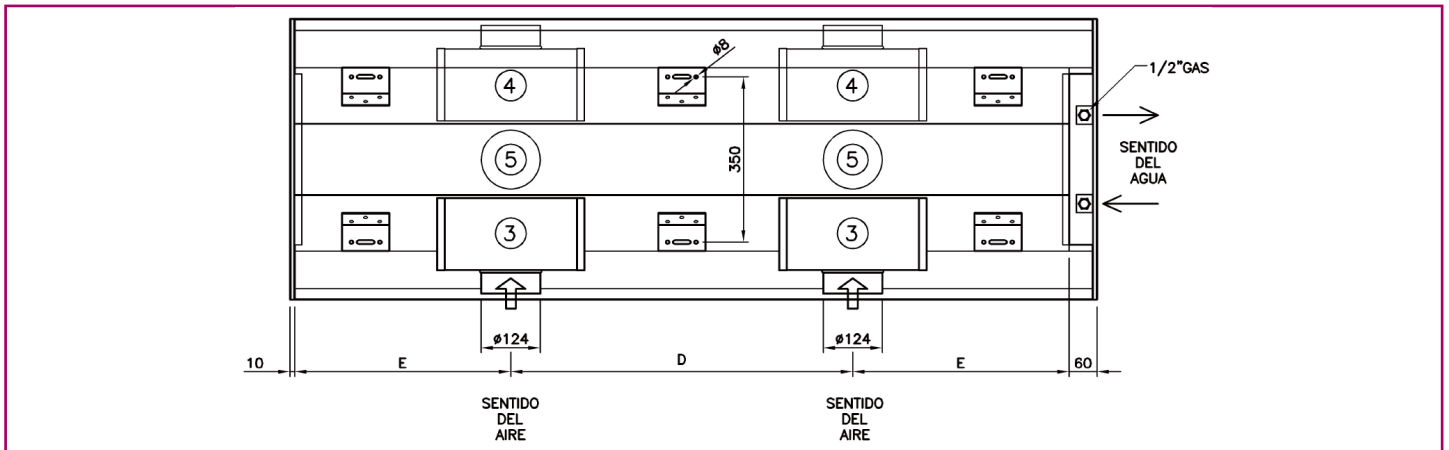 ø8
4
4
1/2"GAS
5
5
350
SENTIDO
DEL
AGUA
3
3
ø124
ø124
10
E
D
E
60
SENTIDO
DEL
AIRE
SENTIDO
DEL
AIRE